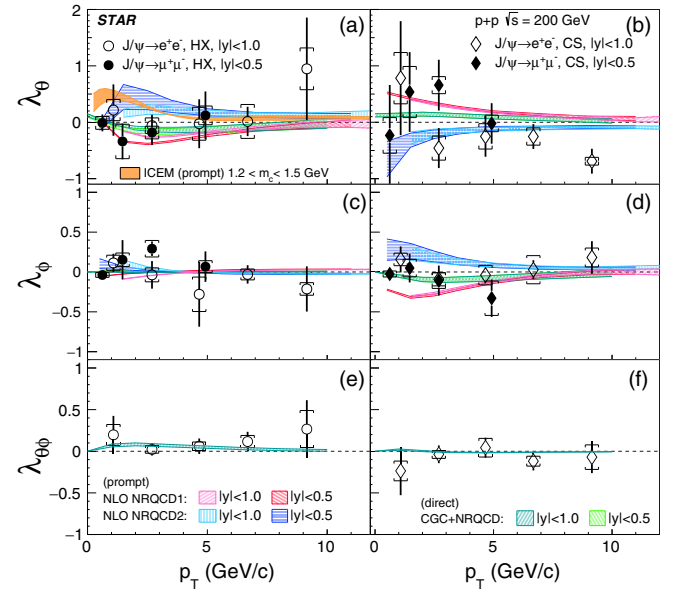 STAR (a)
J/ψ→e⁺e⁻, HX, |y|<1.0
J/ψ→μ⁺μ⁻, HX, |y|<0.5
ICEM (prompt) 1.2 < m_c < 1.5 GeV
λ_θ
1
0
−1
p+p √s = 200 GeV
(b)
J/ψ→e⁺e⁻, CS, |y|<1.0
J/ψ→μ⁺μ⁻, CS, |y|<0.5
(c)
λ_φ
0.5
0
−0.5
−1
(d)
(e)
λ_θφ
0.5
0
−0.5
−1
(prompt)
NLO NRQCD1: |y|<1.0 |y|<0.5
NLO NRQCD2: |y|<1.0 |y|<0.5
(f)
(direct)
CGC+NRQCD: |y|<1.0 |y|<0.5
0 5 10
0 5 10
p_T (GeV/c)
p_T (GeV/c)